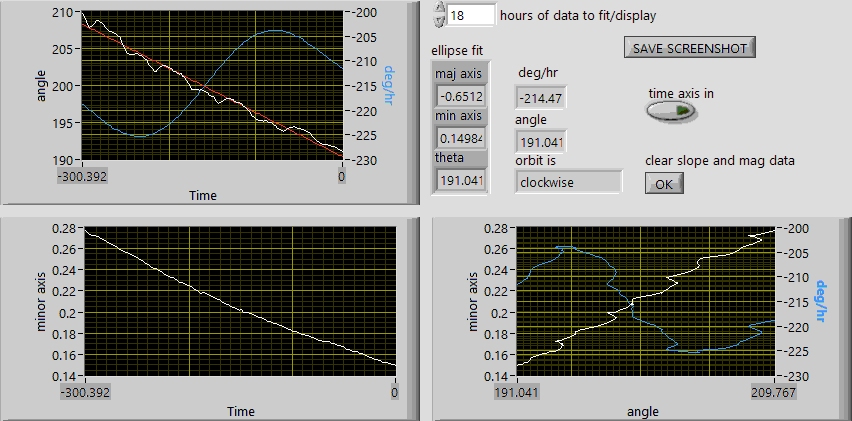 18 hours of data to fit/display
SAVE SCREENSHOT
210
205
200
195
190
angle
-200
-205
-210
-215
-220
-225
-230
deg/hr
-300.392
0
Time
ellipse fit
maj axis
-0.6512
min axis
0.14984
theta
191.041
deg/hr
-214.47
angle
191.041
orbit is
clockwise
time axis in
clear slope and mag data
OK
0.28
0.26
0.24
0.22
0.2
0.18
0.16
0.14
minor axis
-300.392
0
Time
0.28
0.26
0.24
0.22
0.2
0.18
0.16
0.14
minor axis
-200
-205
-210
-215
-220
-225
-230
deg/hr
191.041
209.767
angle